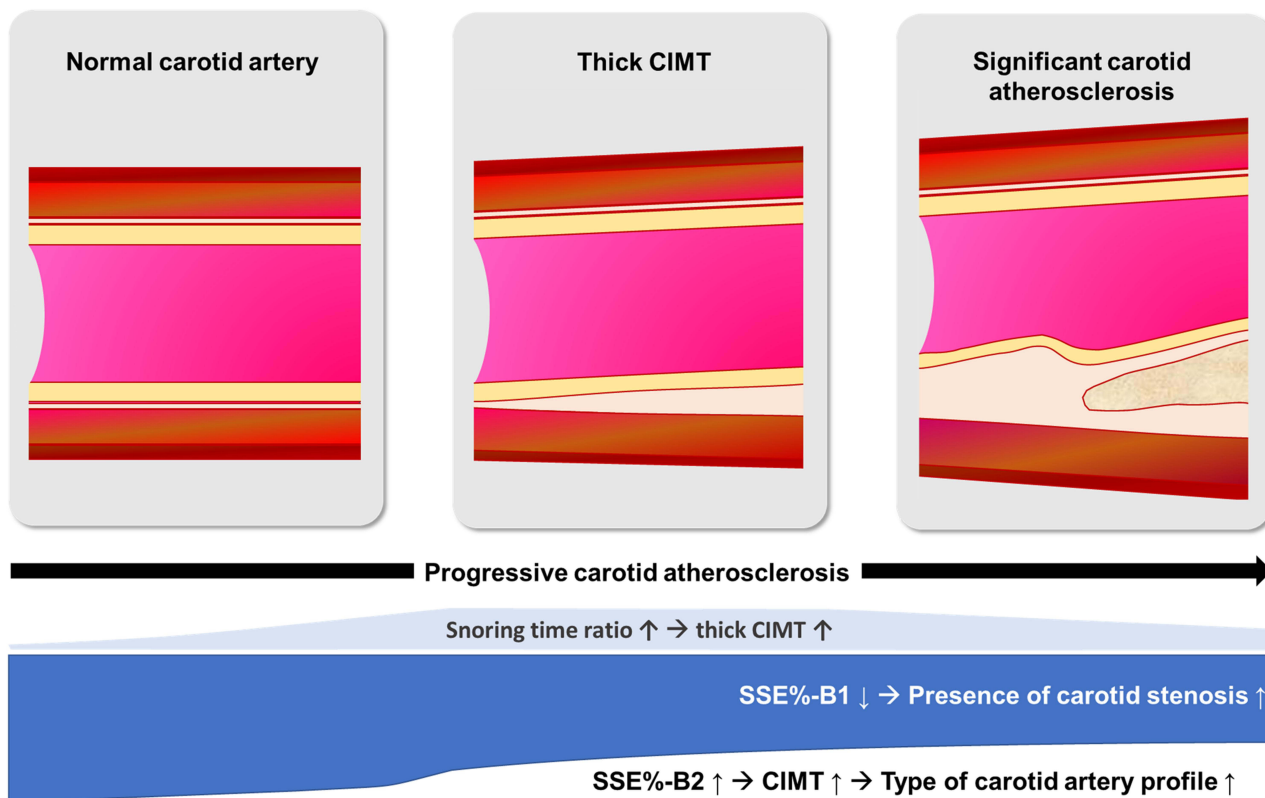 Normal carotid artery
Thick CIMT
Significant carotid
atherosclerosis
Progressive carotid atherosclerosis
Snoring time ratio ↑ → thick CIMT ↑
SSE%-B1 ↓ → Presence of carotid stenosis ↑
SSE%-B2 ↑ → CIMT ↑ → Type of carotid artery profile ↑